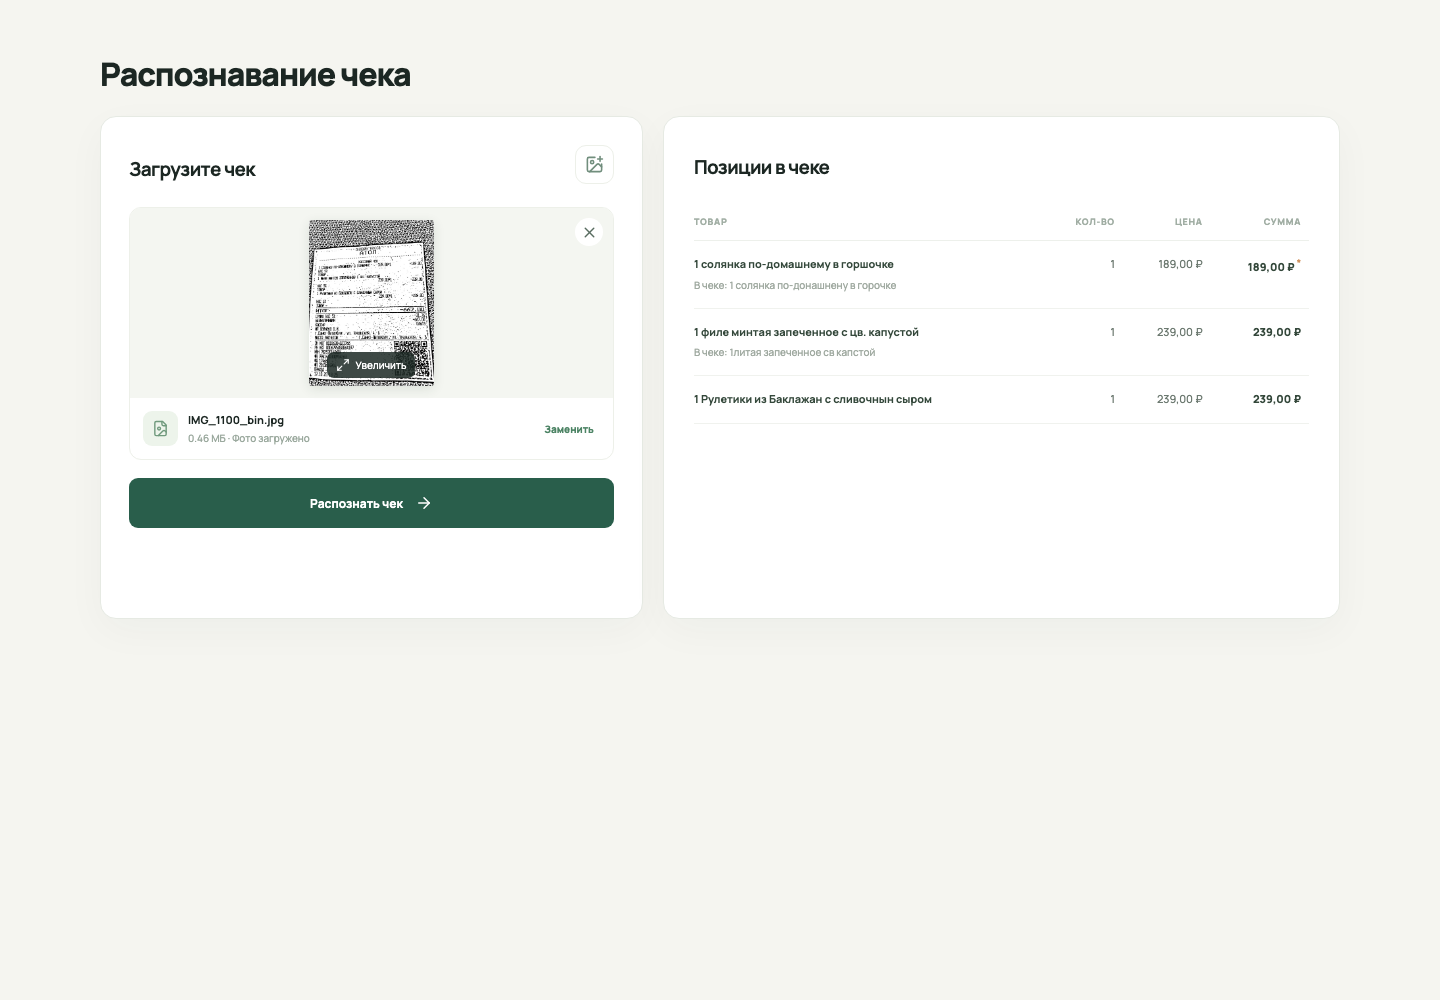 Распознавание чека
Загрузите чек
Увеличить
IMG_1100_bin.jpg
0.46 МБ · Фото загружено
Заменить
Распознать чек
Позиции в чеке
ТОВАР КОЛ-ВО ЦЕНА СУММА
1 солянка по-домашнему в горшочке 1 189,00 ₽ 189,00 ₽ *
В чеке: 1 солянка по-донашнену в горочке
1 филе минтая запеченное с цв. капустой 1 239,00 ₽ 239,00 ₽
В чеке: 1литая запеченное св капстой
1 Рулетики из Баклажан с сливочнын сыром 1 239,00 ₽ 239,00 ₽